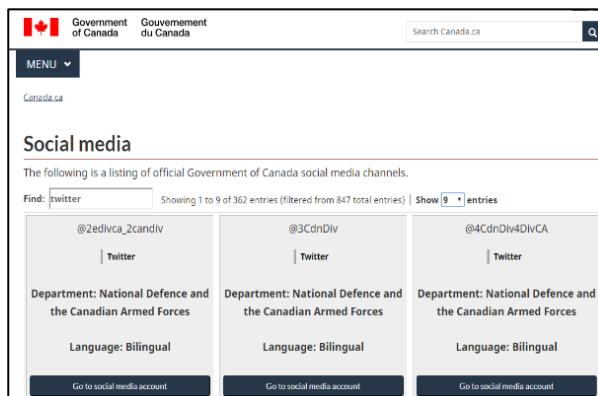 Government of Canada
Gouvernement du Canada
Search Canada.ca
MENU
Canada.ca
Social media
The following is a listing of official Government of Canada social media channels.
Find: twitter Showing 1 to 9 of 362 entries (filtered from 847 total entries) | Show 9 entries
@2edivca_2candiv
Twitter
Department: National Defence and
the Canadian Armed Forces
Language: Bilingual
Go to social media account
@3CdnDiv
Twitter
Department: National Defence and
the Canadian Armed Forces
Language: Bilingual
Go to social media account
@4CdnDiv4DivCA
Twitter
Department: National Defence and
the Canadian Armed Forces
Language: Bilingual
Go to social media account